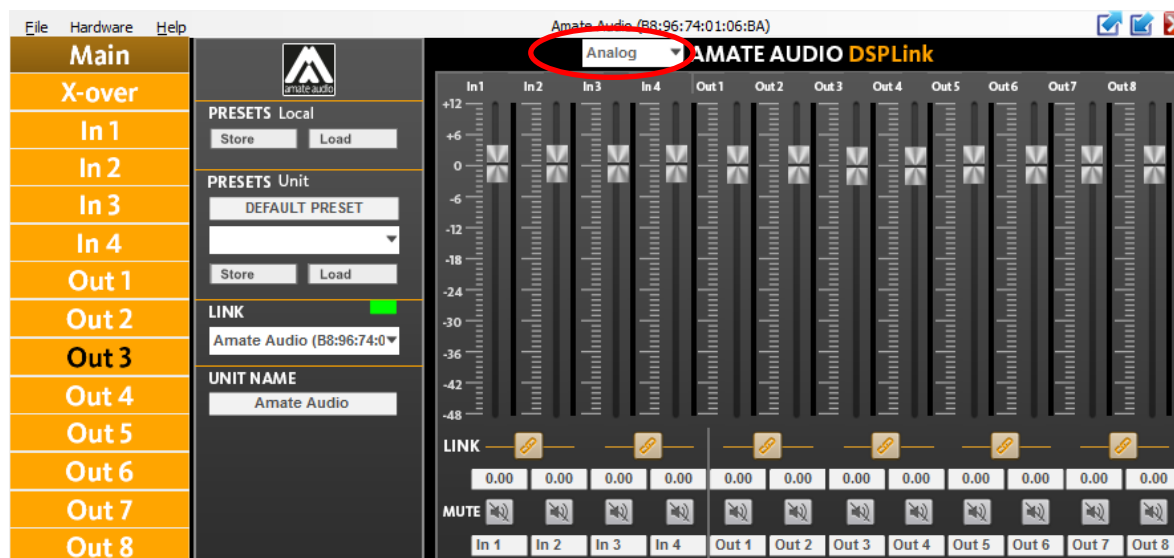 File Hardware Help Amate Audio (B8:96:74:01:06:BA)
Main
X-over
In 1
In 2
In 3
In 4
Out 1
Out 2
Out 3
Out 4
Out 5
Out 6
Out 7
Out 8
amate audio
PRESETS Local
Store Load
PRESETS Unit
DEFAULT PRESET
Store Load
LINK
Amate Audio (B8:96:74:0
UNIT NAME
Amate Audio
Analog AMATE AUDIO DSPLink
In1 In2 In3 In4 Out1 Out2 Out3 Out4 Out5 Out6 Out7 Out8
+12
+6
0
-6
-12
-18
-24
-30
-36
-42
-48
LINK
0.00 0.00 0.00 0.00 0.00 0.00 0.00 0.00 0.00 0.00 0.00 0.00
MUTE
In 1 In 2 In 3 In 4 Out 1 Out 2 Out 3 Out 4 Out 5 Out 6 Out 7 Out 8